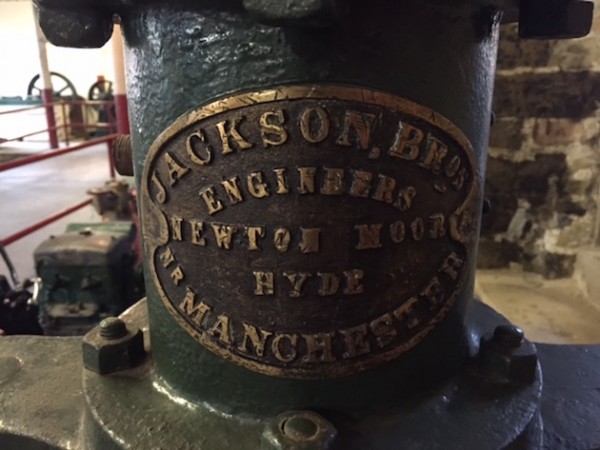 JACKSON, BROS
ENGINEERS
NEWTON MOOR
HYDE
NR MANCHESTER